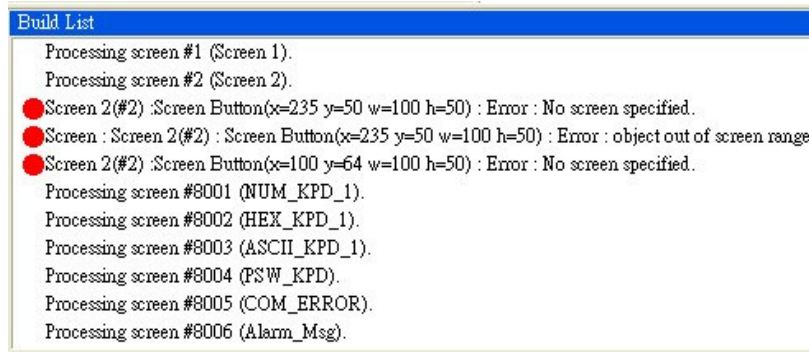 Build List
Processing screen #1 (Screen 1).
Processing screen #2 (Screen 2).
Screen 2(#2) :Screen Button(x=235 y=50 w=100 h=50) : Error : No screen specified.
Screen : Screen 2(#2) : Screen Button(x=235 y=50 w=100 h=50) : Error : object out of screen range
Screen 2(#2) :Screen Button(x=100 y=64 w=100 h=50) : Error : No screen specified.
Processing screen #8001 (NUM_KPD_1).
Processing screen #8002 (HEX_KPD_1).
Processing screen #8003 (ASCII_KPD_1).
Processing screen #8004 (PSW_KPD).
Processing screen #8005 (COM_ERROR).
Processing screen #8006 (Alarm_Msg).